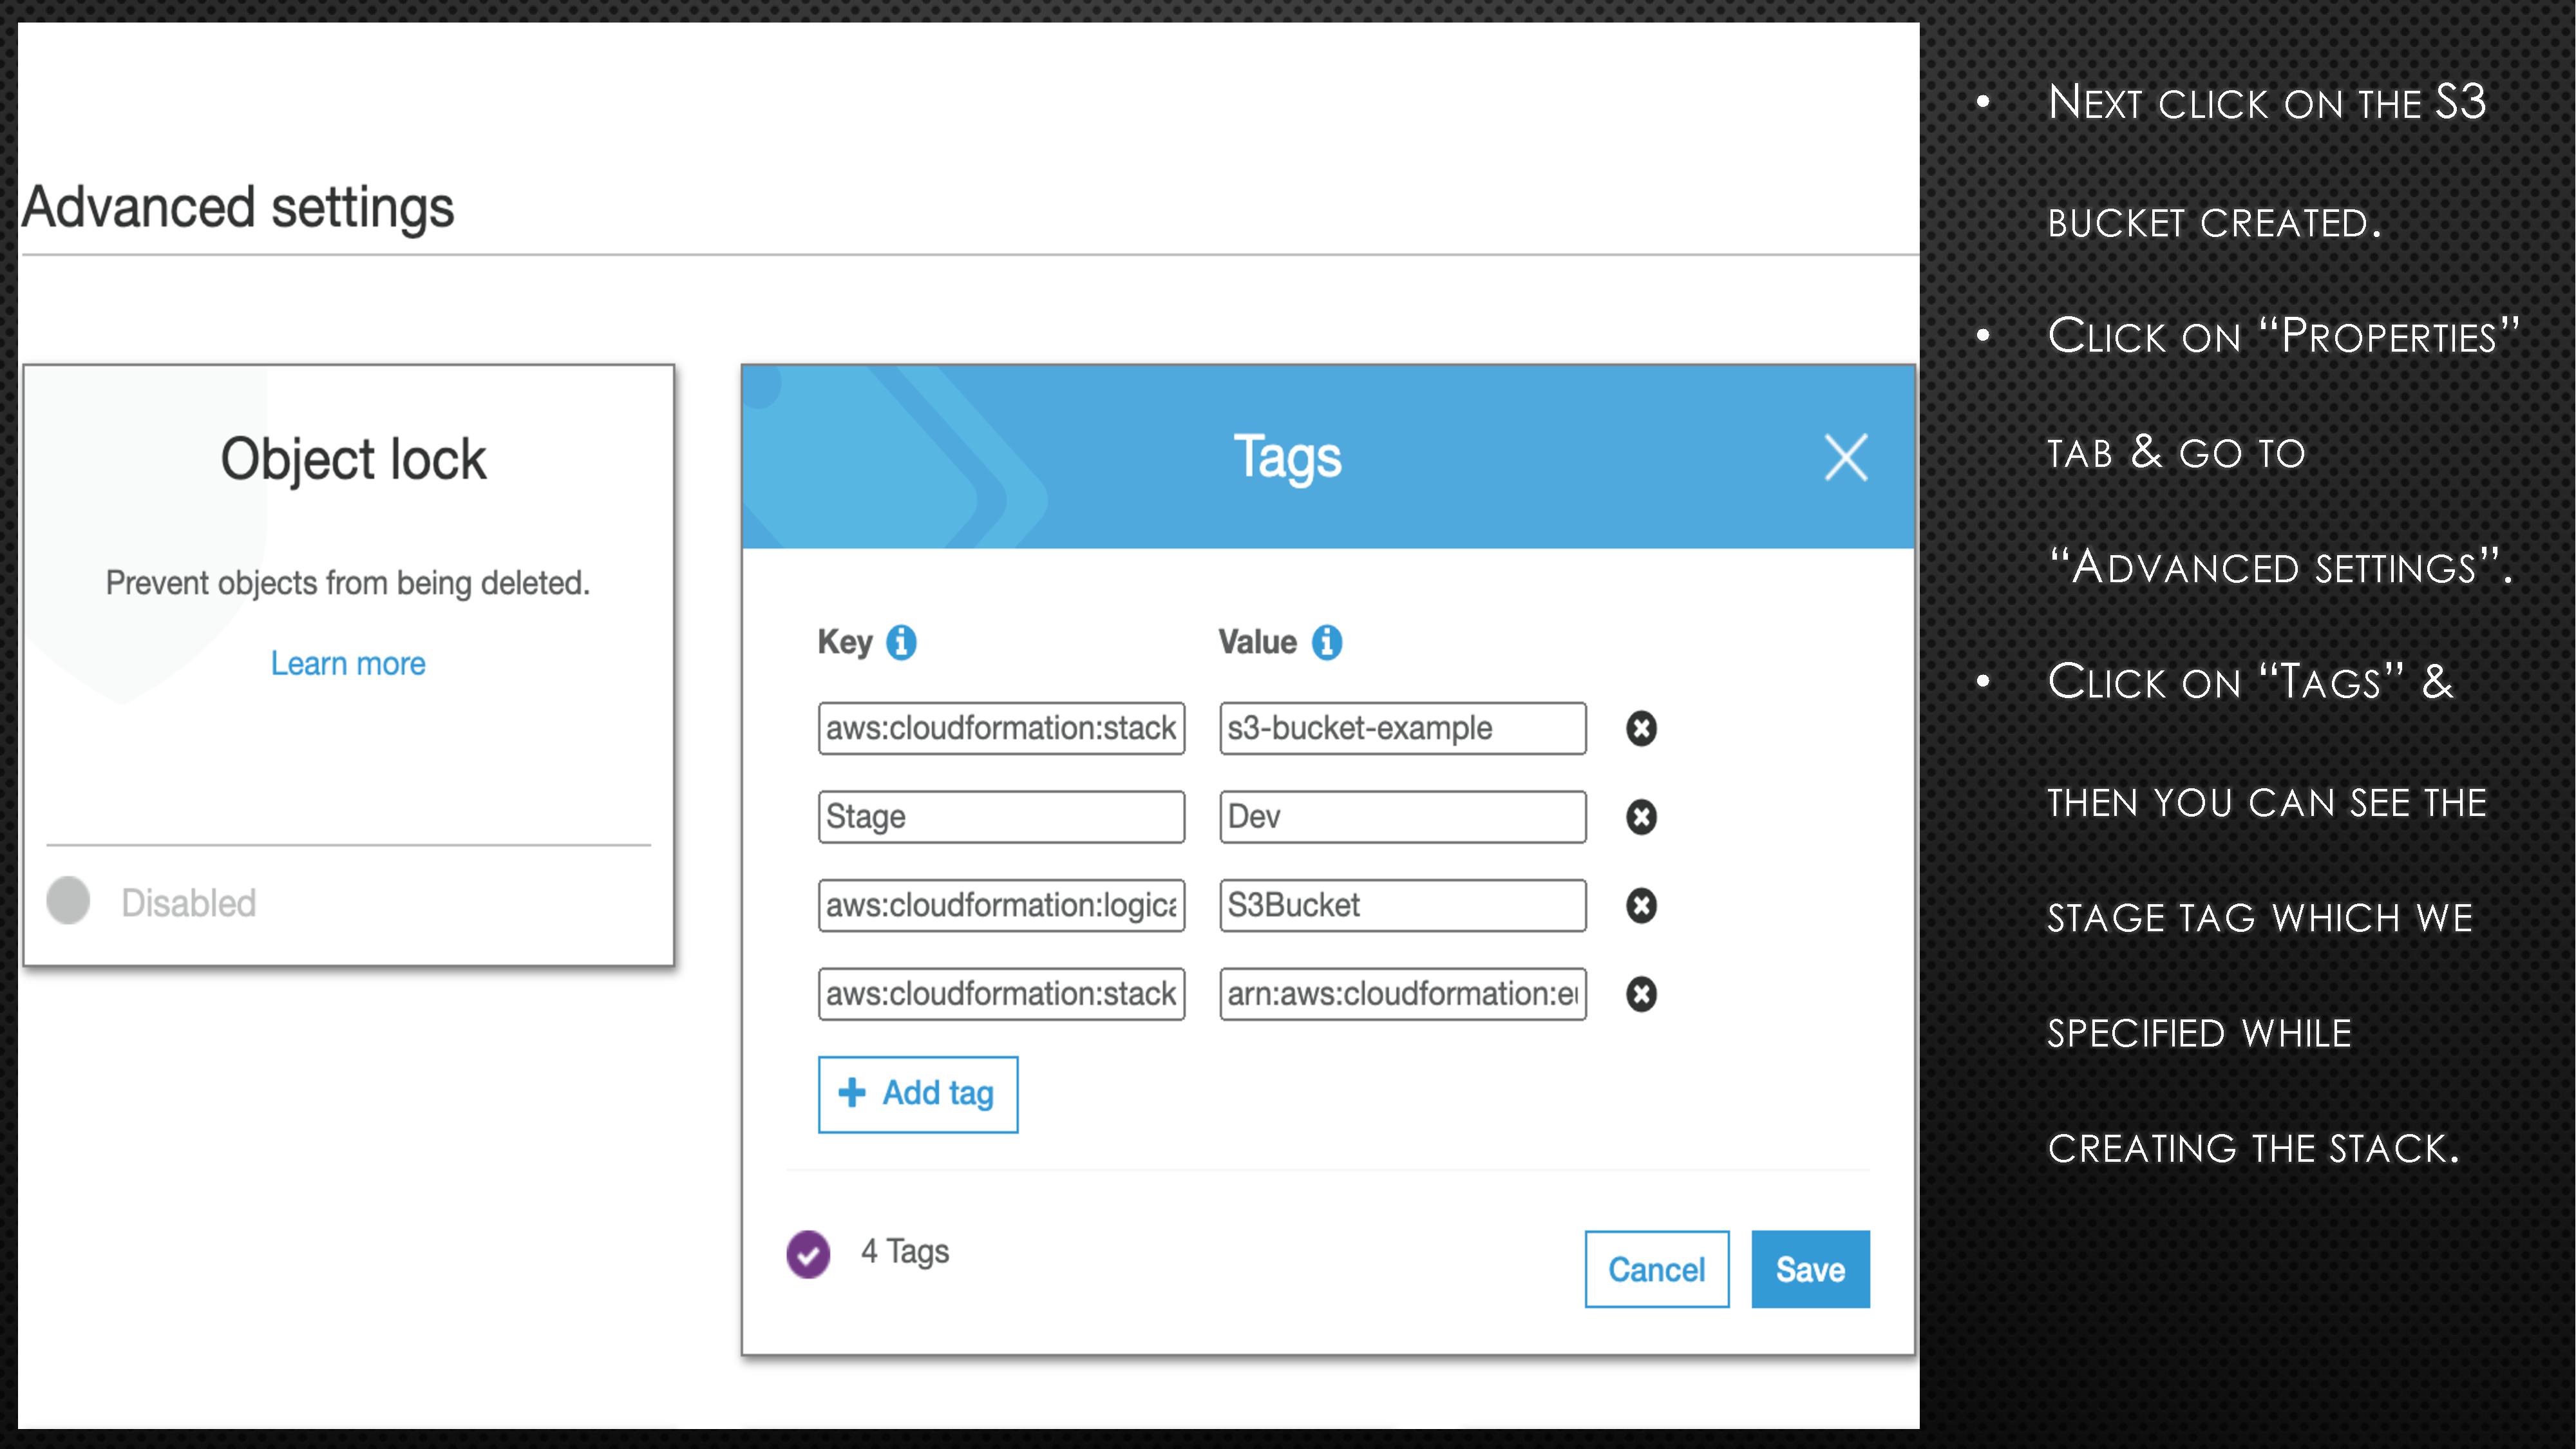 Advanced settings
Object lock
Prevent objects from being deleted.
Learn more
Disabled
Tags
Key Value
aws:cloudformation:stack s3-bucket-example
Stage Dev
aws:cloudformation:logica S3Bucket
aws:cloudformation:stack arn:aws:cloudformation:eu
Add tag
4 Tags
Cancel Save
• Next click on the S3
bucket created.
• Click on “Properties”
tab & go to
“Advanced settings”.
• Click on “Tags” &
then you can see the
stage tag which we
specified while
creating the stack.